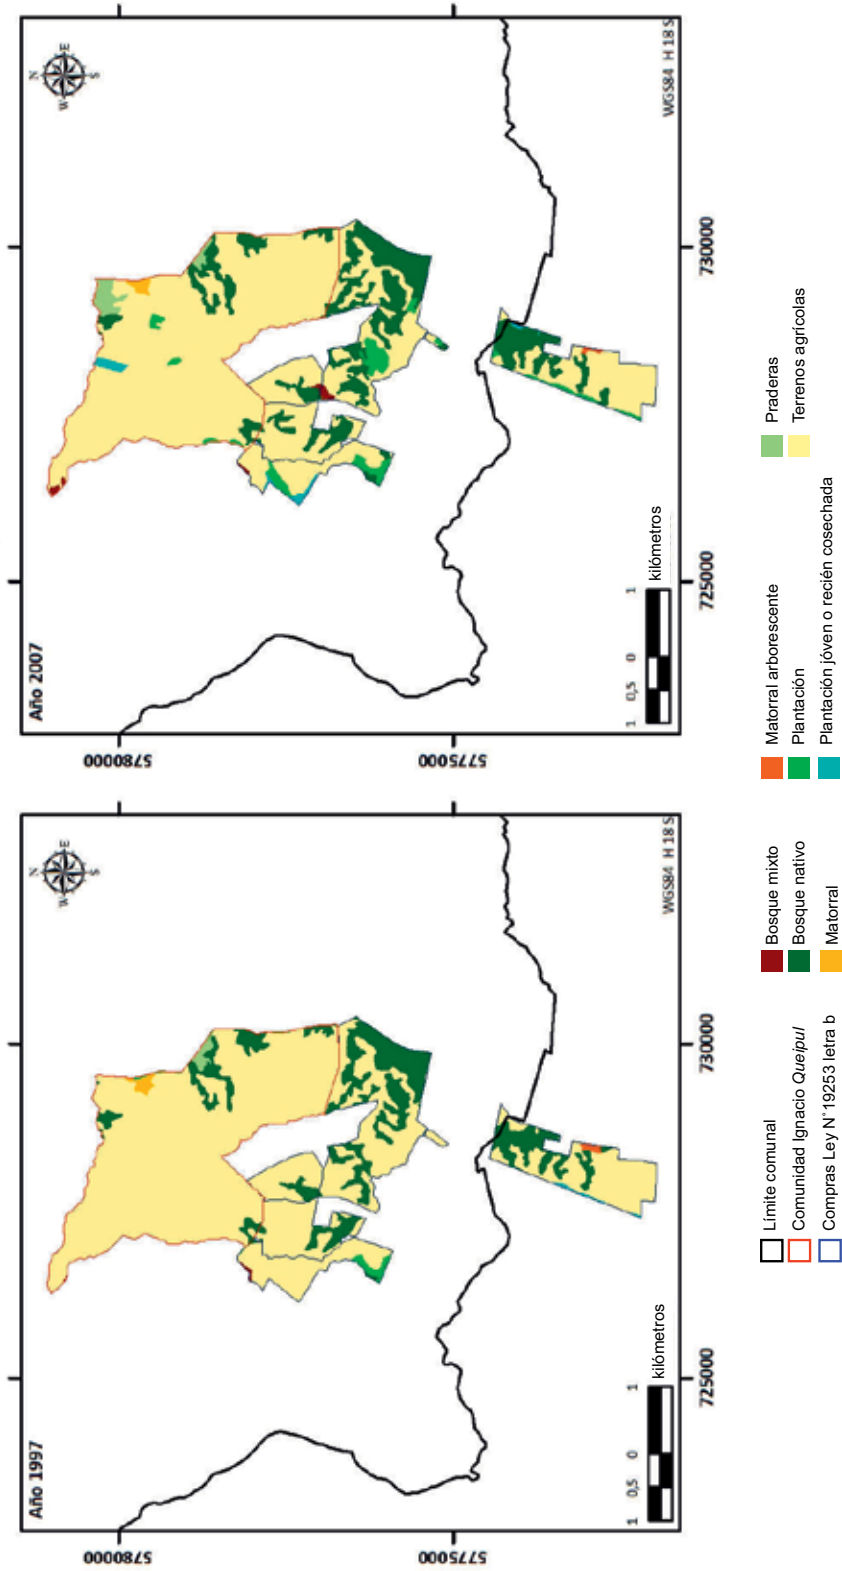 Año 1997
N
W
E
S
5780000
5775000
725000
730000
1 0,5 0 1
kilómetros
WGS84 H 18 S
Año 2007
N
W
E
S
5780000
5775000
725000
730000
1 0,5 0 1
kilómetros
WGS84 H 18 S
Límite comunal
Comunidad Ignacio Queipul
Compras Ley N°19253 letra b
Bosque mixto
Bosque nativo
Matorral
Matorral arborescente
Plantación
Plantación jóven o recién cosechada
Praderas
Terrenos agrícolas